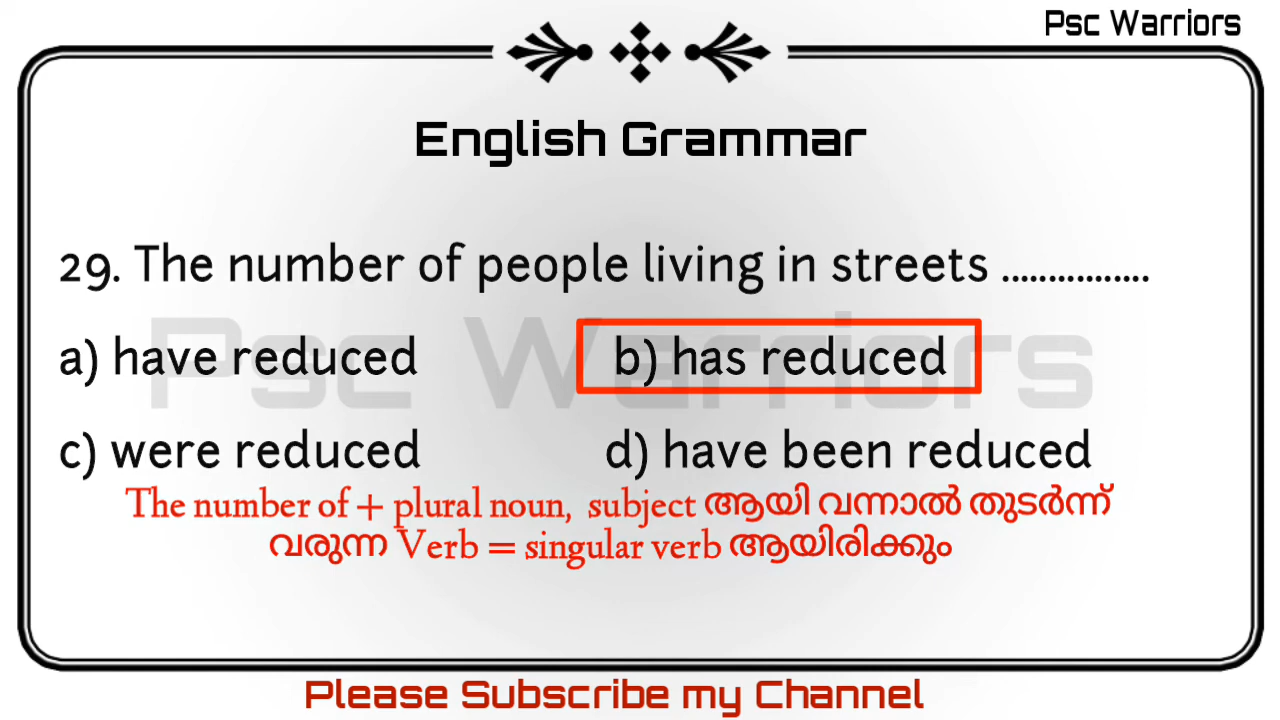 Psc Warriors
English Grammar
29. The number of people living in streets ................
a) have reduced b) has reduced
Psc Warriors
c) were reduced d) have been reduced
The number of + plural noun, subject ആയി വന്നാൽ തുടർന്ന്
വരുന്ന Verb = singular verb ആയിരിക്കും
Please Subscribe my Channel